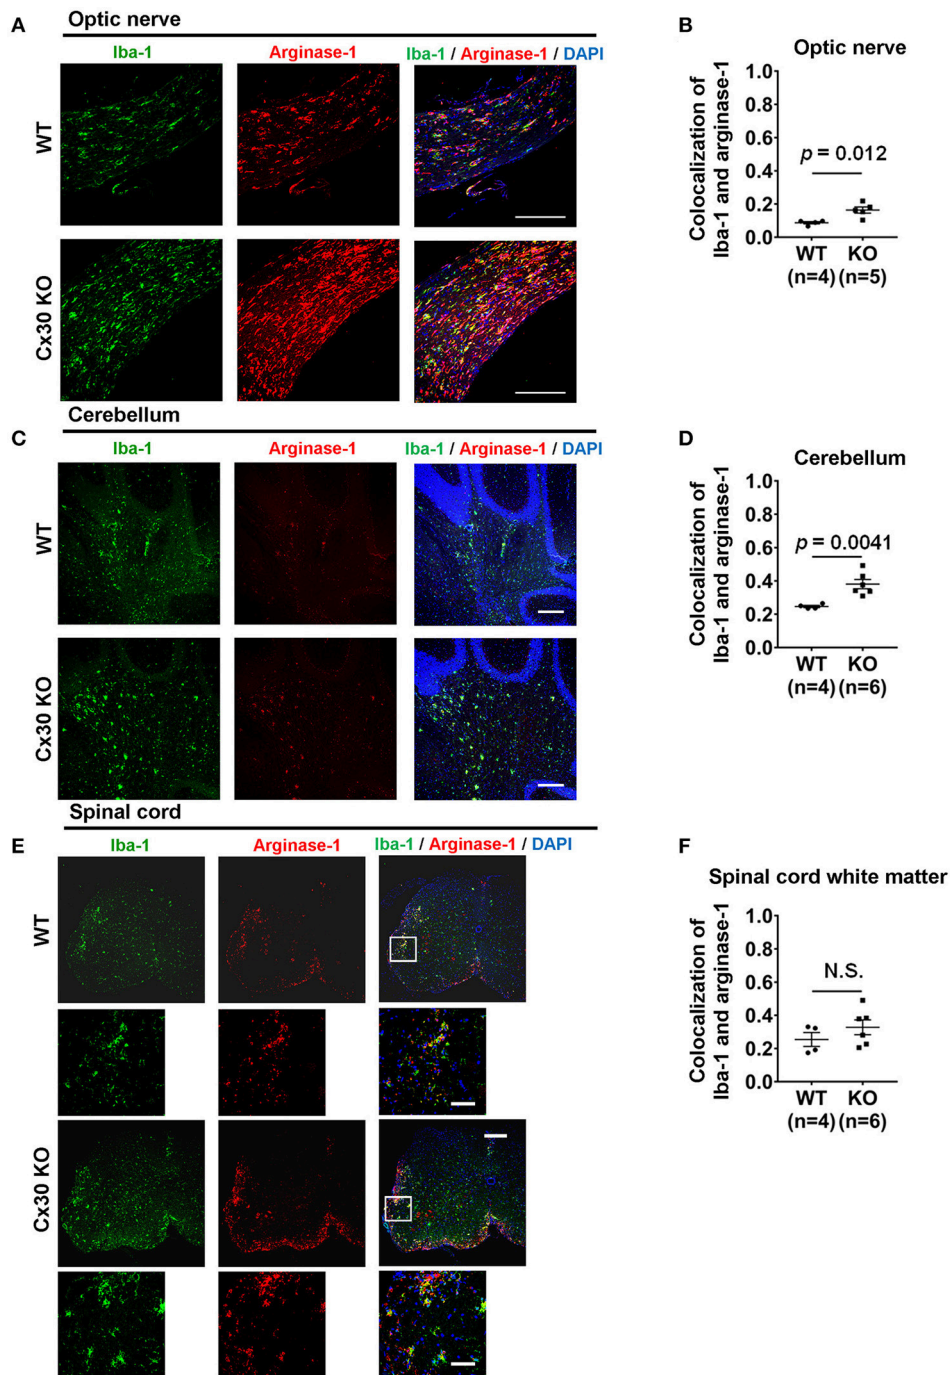 A
Optic nerve
Iba-1
Arginase-1
Iba-1 / Arginase-1 / DAPI
WT
Cx30 KO
B
Optic nerve
Colocalization of
Iba-1 and arginase-1
1.0
0.8
0.6
0.4
0.2
0.0
p = 0.012
WT KO
(n=4) (n=5)
C
Cerebellum
Iba-1
Arginase-1
Iba-1 / Arginase-1 / DAPI
WT
Cx30 KO
D
Cerebellum
Colocalization of
Iba-1 and arginase-1
1.0
0.8
0.6
0.4
0.2
0.0
p = 0.0041
WT KO
(n=4) (n=6)
E
Spinal cord
Iba-1
Arginase-1
Iba-1 / Arginase-1 / DAPI
WT
Cx30 KO
F
Spinal cord white matter
Colocalization of
Iba-1 and arginase-1
1.0
0.8
0.6
0.4
0.2
0.0
N.S.
WT KO
(n=4) (n=6)